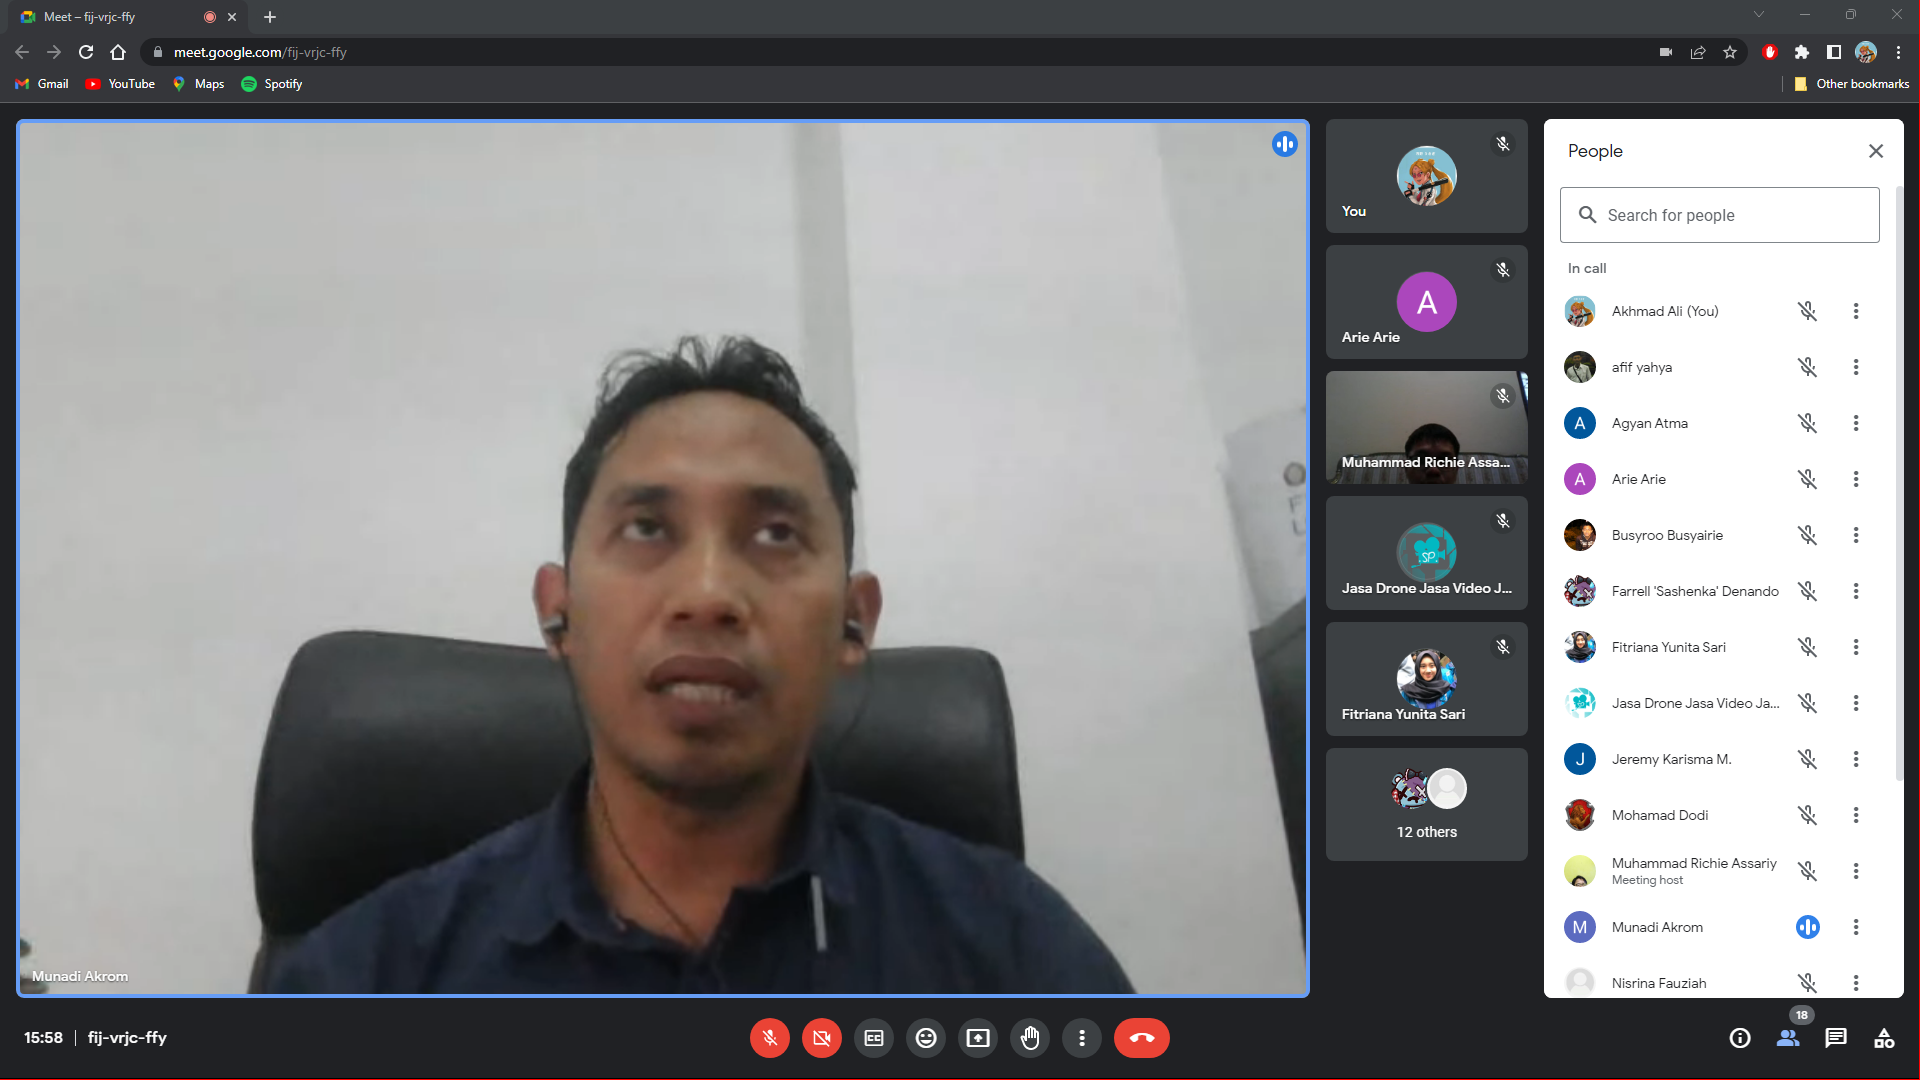 Meet – fij-vrjc-ffy
meet.google.com/fij-vrjc-ffy
Gmail
YouTube
Maps
Spotify
Other bookmarks
Munadi Akrom
You
A
Arie Arie
Muhammad Richie Assa...
SP
Jasa Drone Jasa Video J...
Fitriana Yunita Sari
12 others
People
Search for people
In call
Akhmad Ali (You)
afif yahya
A
Agyan Atma
A
Arie Arie
Busyroo Busyairie
Farrell 'Sashenka' Denando
Fitriana Yunita Sari
Jasa Drone Jasa Video Ja...
J
Jeremy Karisma M.
Mohamad Dodi
Muhammad Richie Assariy
Meeting host
M
Munadi Akrom
Nisrina Fauziah
15:58
fij-vrjc-ffy
18